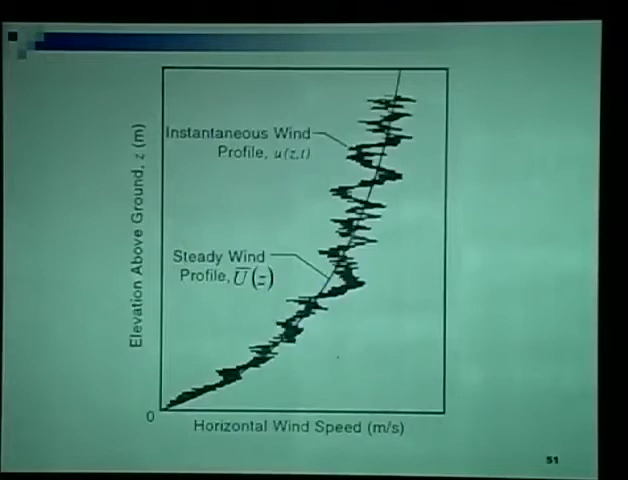 Instantaneous Wind
Profile, u(z,t)
Steady Wind
Profile, U̅(z)
Elevation Above Ground, z (m)
0
Horizontal Wind Speed (m/s)
51